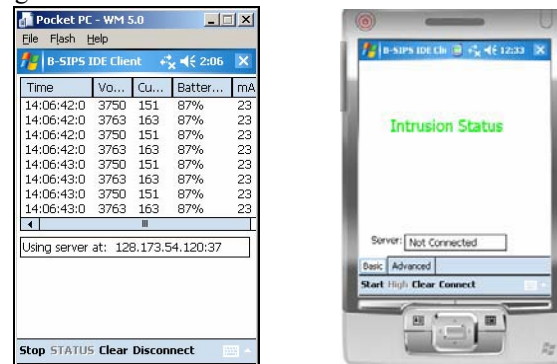 Pocket PC - WM 5.0
File Flash Help
B-SIPS IDE Client 2:06
Time Vo... Cu... Batter... mA
14:06:42:0 3750 151 87% 23
14:06:42:0 3763 163 87% 23
14:06:42:0 3750 151 87% 23
14:06:42:0 3763 163 87% 23
14:06:43:0 3750 151 87% 23
14:06:43:0 3763 163 87% 23
14:06:43:0 3750 151 87% 23
14:06:43:0 3763 163 87% 23
Using server at: 128.173.54.120:37
Stop STATUS Clear Disconnect
B-SIPS IDE Clie 12:33
Intrusion Status
Server: Not Connected
Basic Advanced
Start High Clear Connect